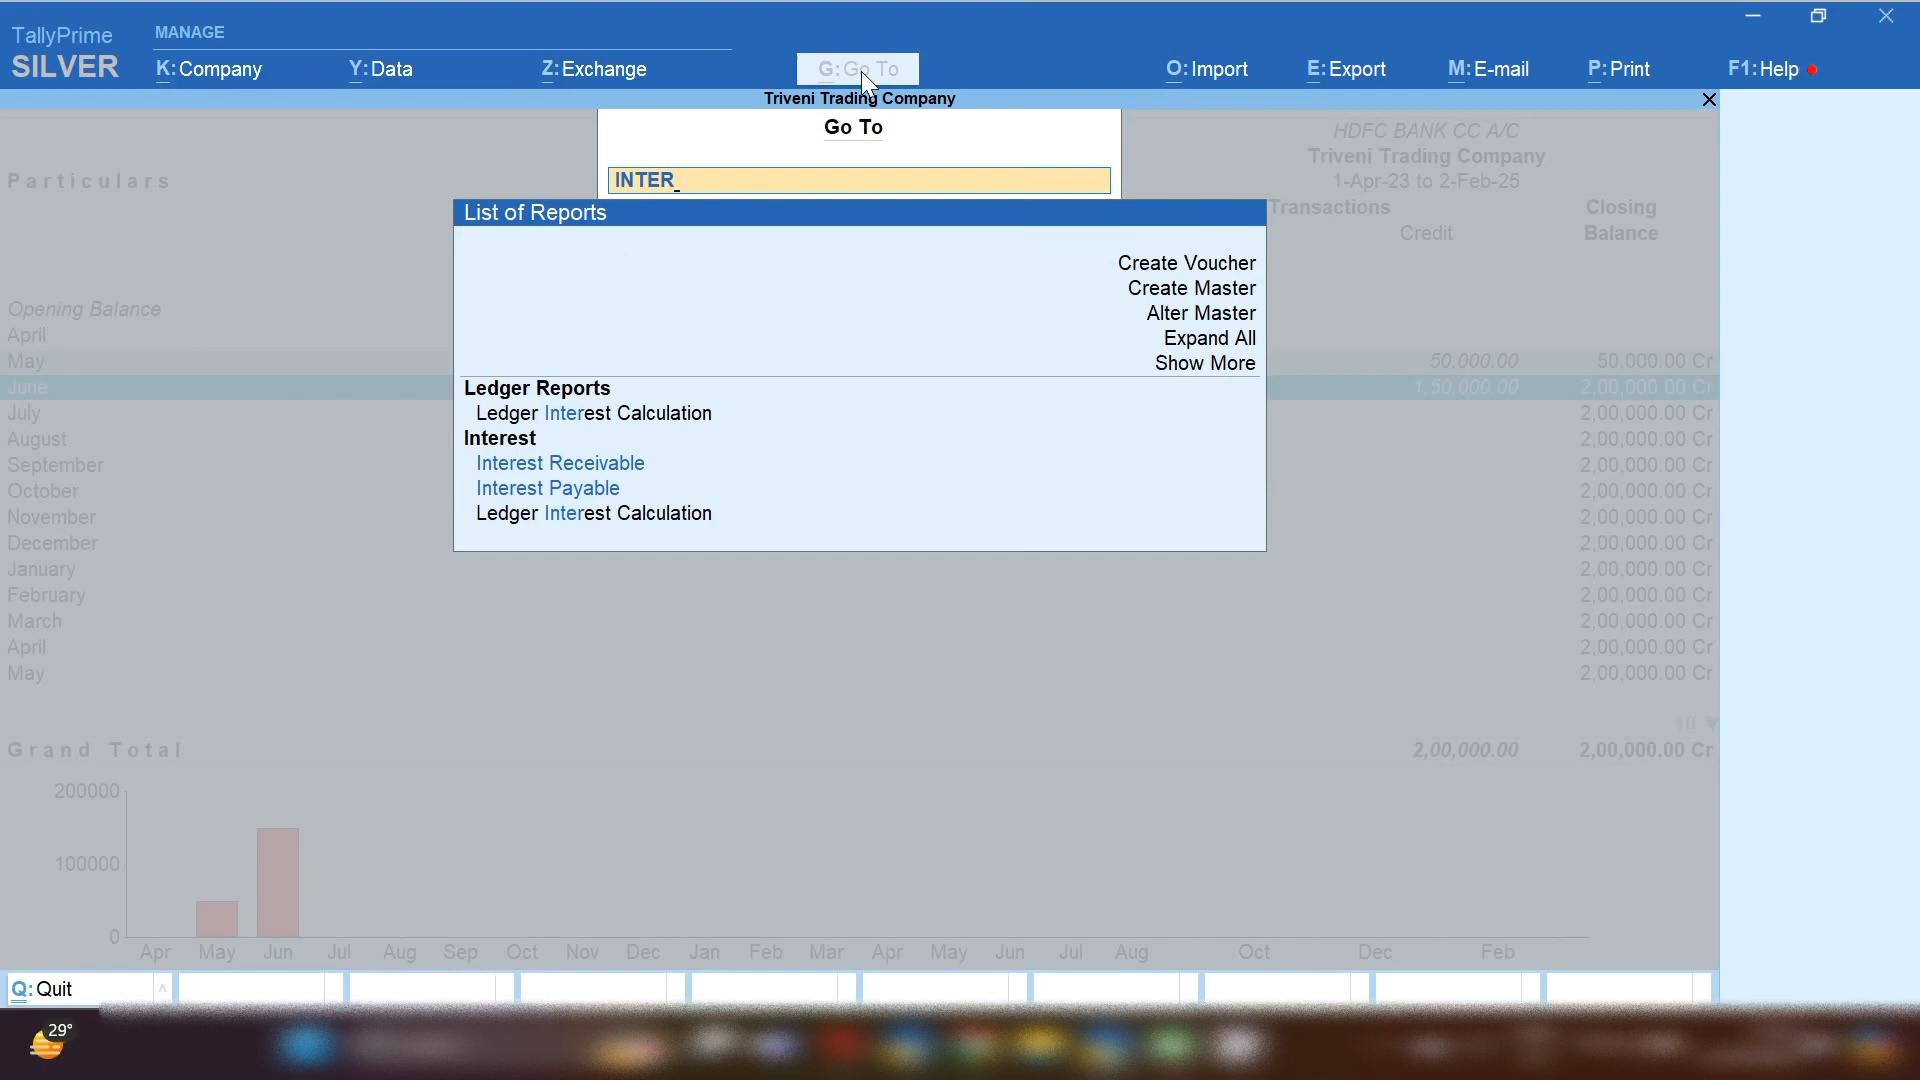 TallyPrime
SILVER
MANAGE
K:Company
Y:Data
Z:Exchange
G:Go To
O:Import
E:Export
M:E-mail
P:Print
F1:Help
Triveni Trading Company
Go To
INTER
List of Reports
Create Voucher
Create Master
Alter Master
Expand All
Show More
Ledger Reports
Ledger Interest Calculation
Interest
Interest Receivable
Interest Payable
Ledger Interest Calculation
Particulars
HDFC BANK CC A/C
Triveni Trading Company
1-Apr-23 to 2-Feb-25
Transactions Closing
Credit Balance
Opening Balance
April
May 50,000.00 50,000.00 Cr
June 1,50,000.00 2,00,000.00 Cr
July 2,00,000.00 Cr
August 2,00,000.00 Cr
September 2,00,000.00 Cr
October 2,00,000.00 Cr
November 2,00,000.00 Cr
December 2,00,000.00 Cr
January 2,00,000.00 Cr
February 2,00,000.00 Cr
March 2,00,000.00 Cr
April 2,00,000.00 Cr
May 2,00,000.00 Cr
10
Grand Total 2,00,000.00 2,00,000.00 Cr
200000
100000
0
Apr May Jun Jul Aug Sep Oct Nov Dec Jan Feb Mar Apr May Jun Jul Aug Oct Dec Feb
Q:Quit
29°